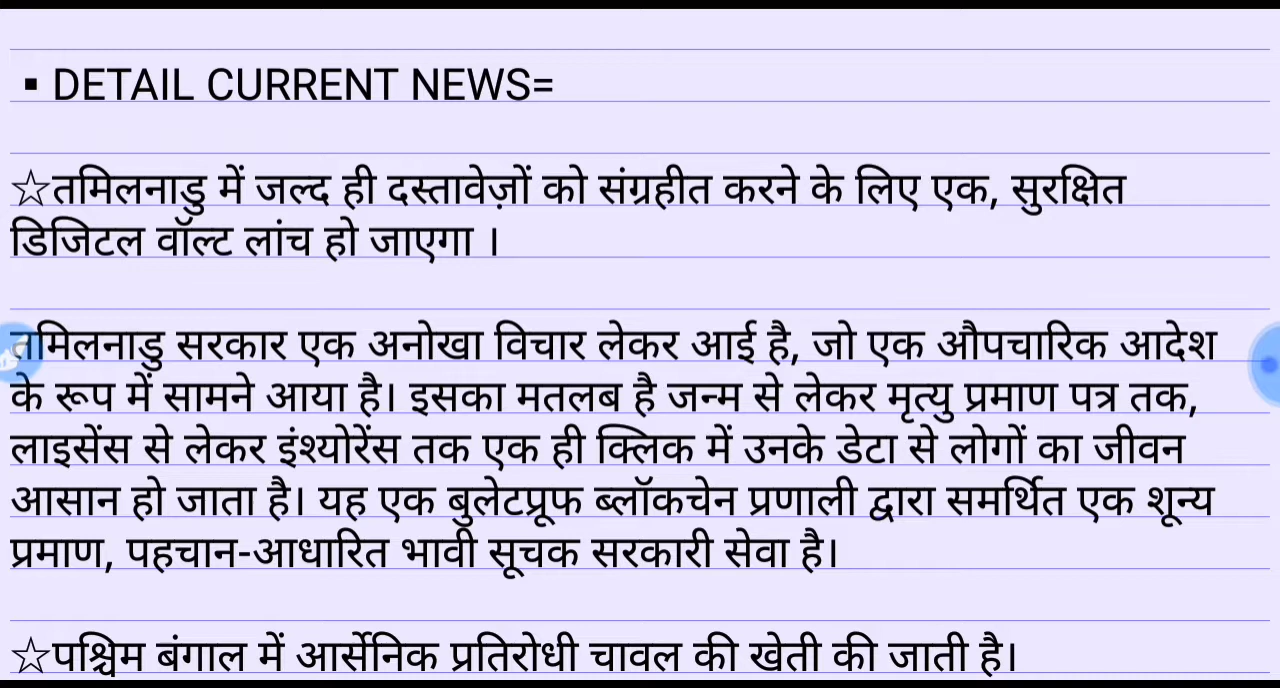 ▪ DETAIL CURRENT NEWS=
☆तमिलनाडु में जल्द ही दस्तावेज़ों को संग्रहीत करने के लिए एक, सुरक्षित
डिजिटल वॉल्ट लांच हो जाएगा ।
तमिलनाडु सरकार एक अनोखा विचार लेकर आई है, जो एक औपचारिक आदेश
के रूप में सामने आया है। इसका मतलब है जन्म से लेकर मृत्यु प्रमाण पत्र तक,
लाइसेंस से लेकर इंश्योरेंस तक एक ही क्लिक में उनके डेटा से लोगों का जीवन
आसान हो जाता है। यह एक बुलेटप्रूफ ब्लॉकचेन प्रणाली द्वारा समर्थित एक शून्य
प्रमाण, पहचान-आधारित भावी सूचक सरकारी सेवा है।
☆पश्चिम बंगाल में आर्सेनिक प्रतिरोधी चावल की खेती की जाती है।